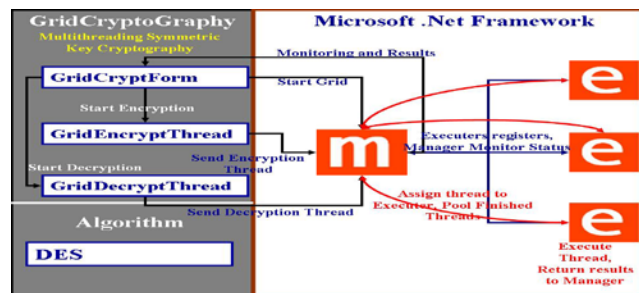 GridCryptoGraphy
Multithreading Symmetric
Key Cryptography
GridCryptForm
Start Encryption
GridEncryptThread
Start Decryption
GridDecryptThread
Algorithm
DES
Microsoft .Net Framework
Monitoring and Results
Start Grid
m
Send Encryption
Thread
Send Decryption Thread
Executers registers,
Manager Monitor Status
Assign thread to
Executor, Pool Finished
Threads
e
e
e
Execute
Thread,
Return results
to Manager